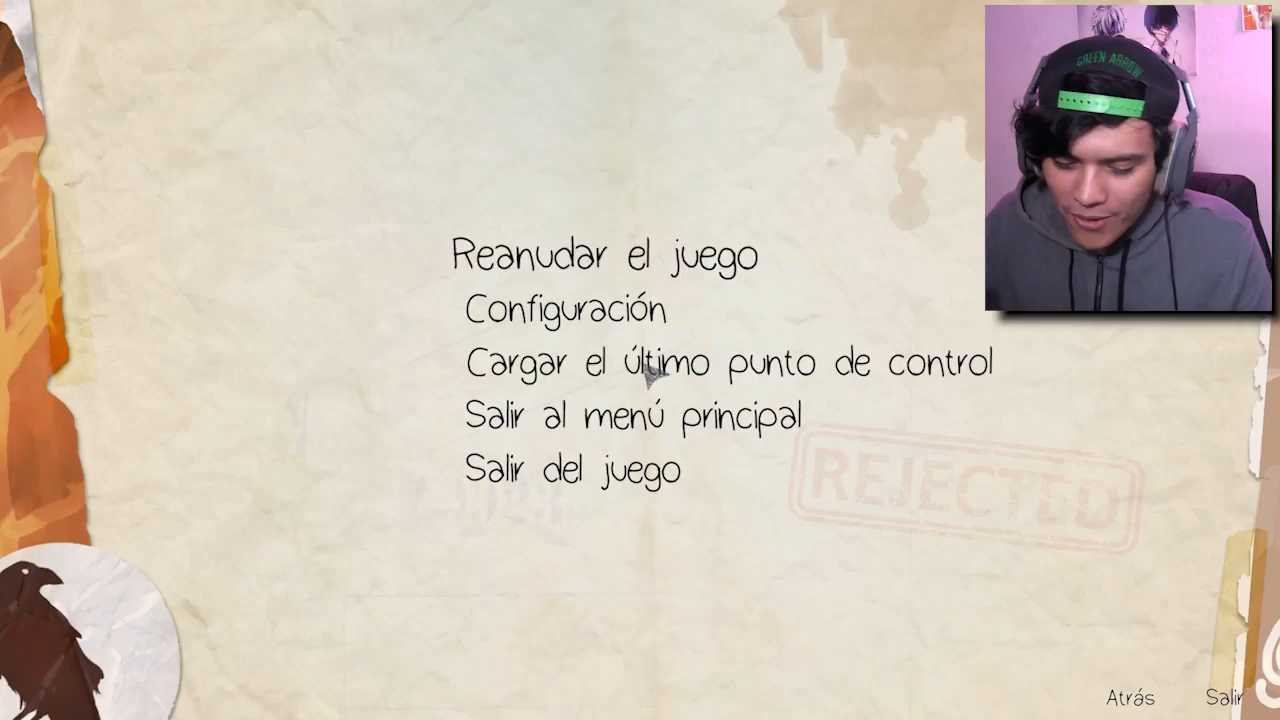 GREEN ARROW
Reanudar el juego
Configuración
Cargar el último punto de control
Salir al menú principal
Salir del juego
REJECTED
Atrás Salir